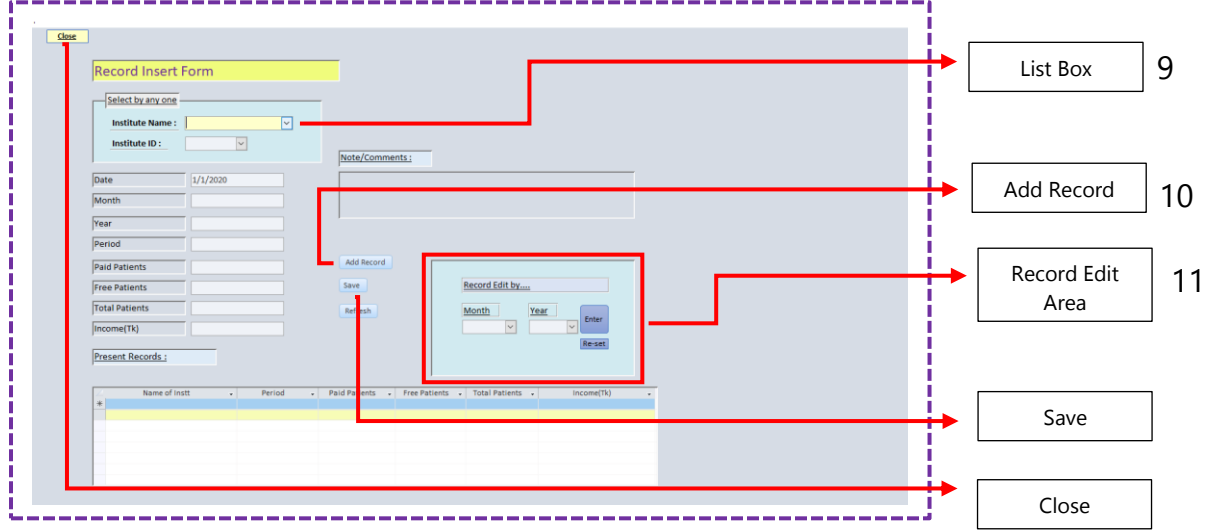 Close
Record Insert Form
Select by any one
Institute Name :
Institute ID :
Note/Comments :
Date 1/1/2020
Month
Year
Period
Paid Patients
Free Patients
Total Patients
Income(Tk)
Add Record
Save
Refresh
Record Edit by....
Month Year
Enter
Re-set
Present Records :
Name of Instt Period Paid Patients Free Patients Total Patients Income(Tk)
List Box 9
Add Record 10
Record Edit
Area 11
Save
Close